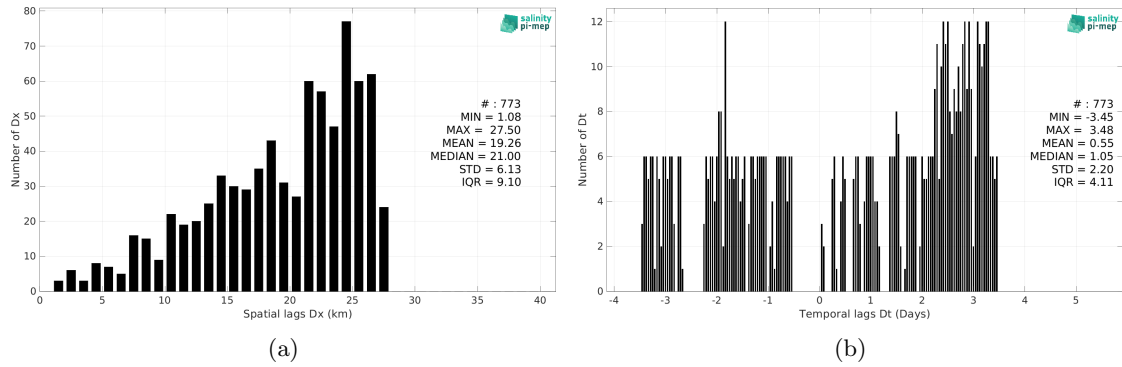 80
70
60
50
40
30
20
10
0
Number of Dx
salinity
pi-mep
# : 773
MIN = 1.08
MAX = 27.50
MEAN = 19.26
MEDIAN = 21.00
STD = 6.13
IQR = 9.10
0 5 10 15 20 25 30 35 40
Spatial lags Dx (km)
(a)
12
10
8
6
4
2
0
Number of Dt
salinity
pi-mep
# : 773
MIN = -3.45
MAX = 3.48
MEAN = 0.55
MEDIAN = 1.05
STD = 2.20
IQR = 4.11
-4 -3 -2 -1 0 1 2 3 4 5
Temporal lags Dt (Days)
(b)